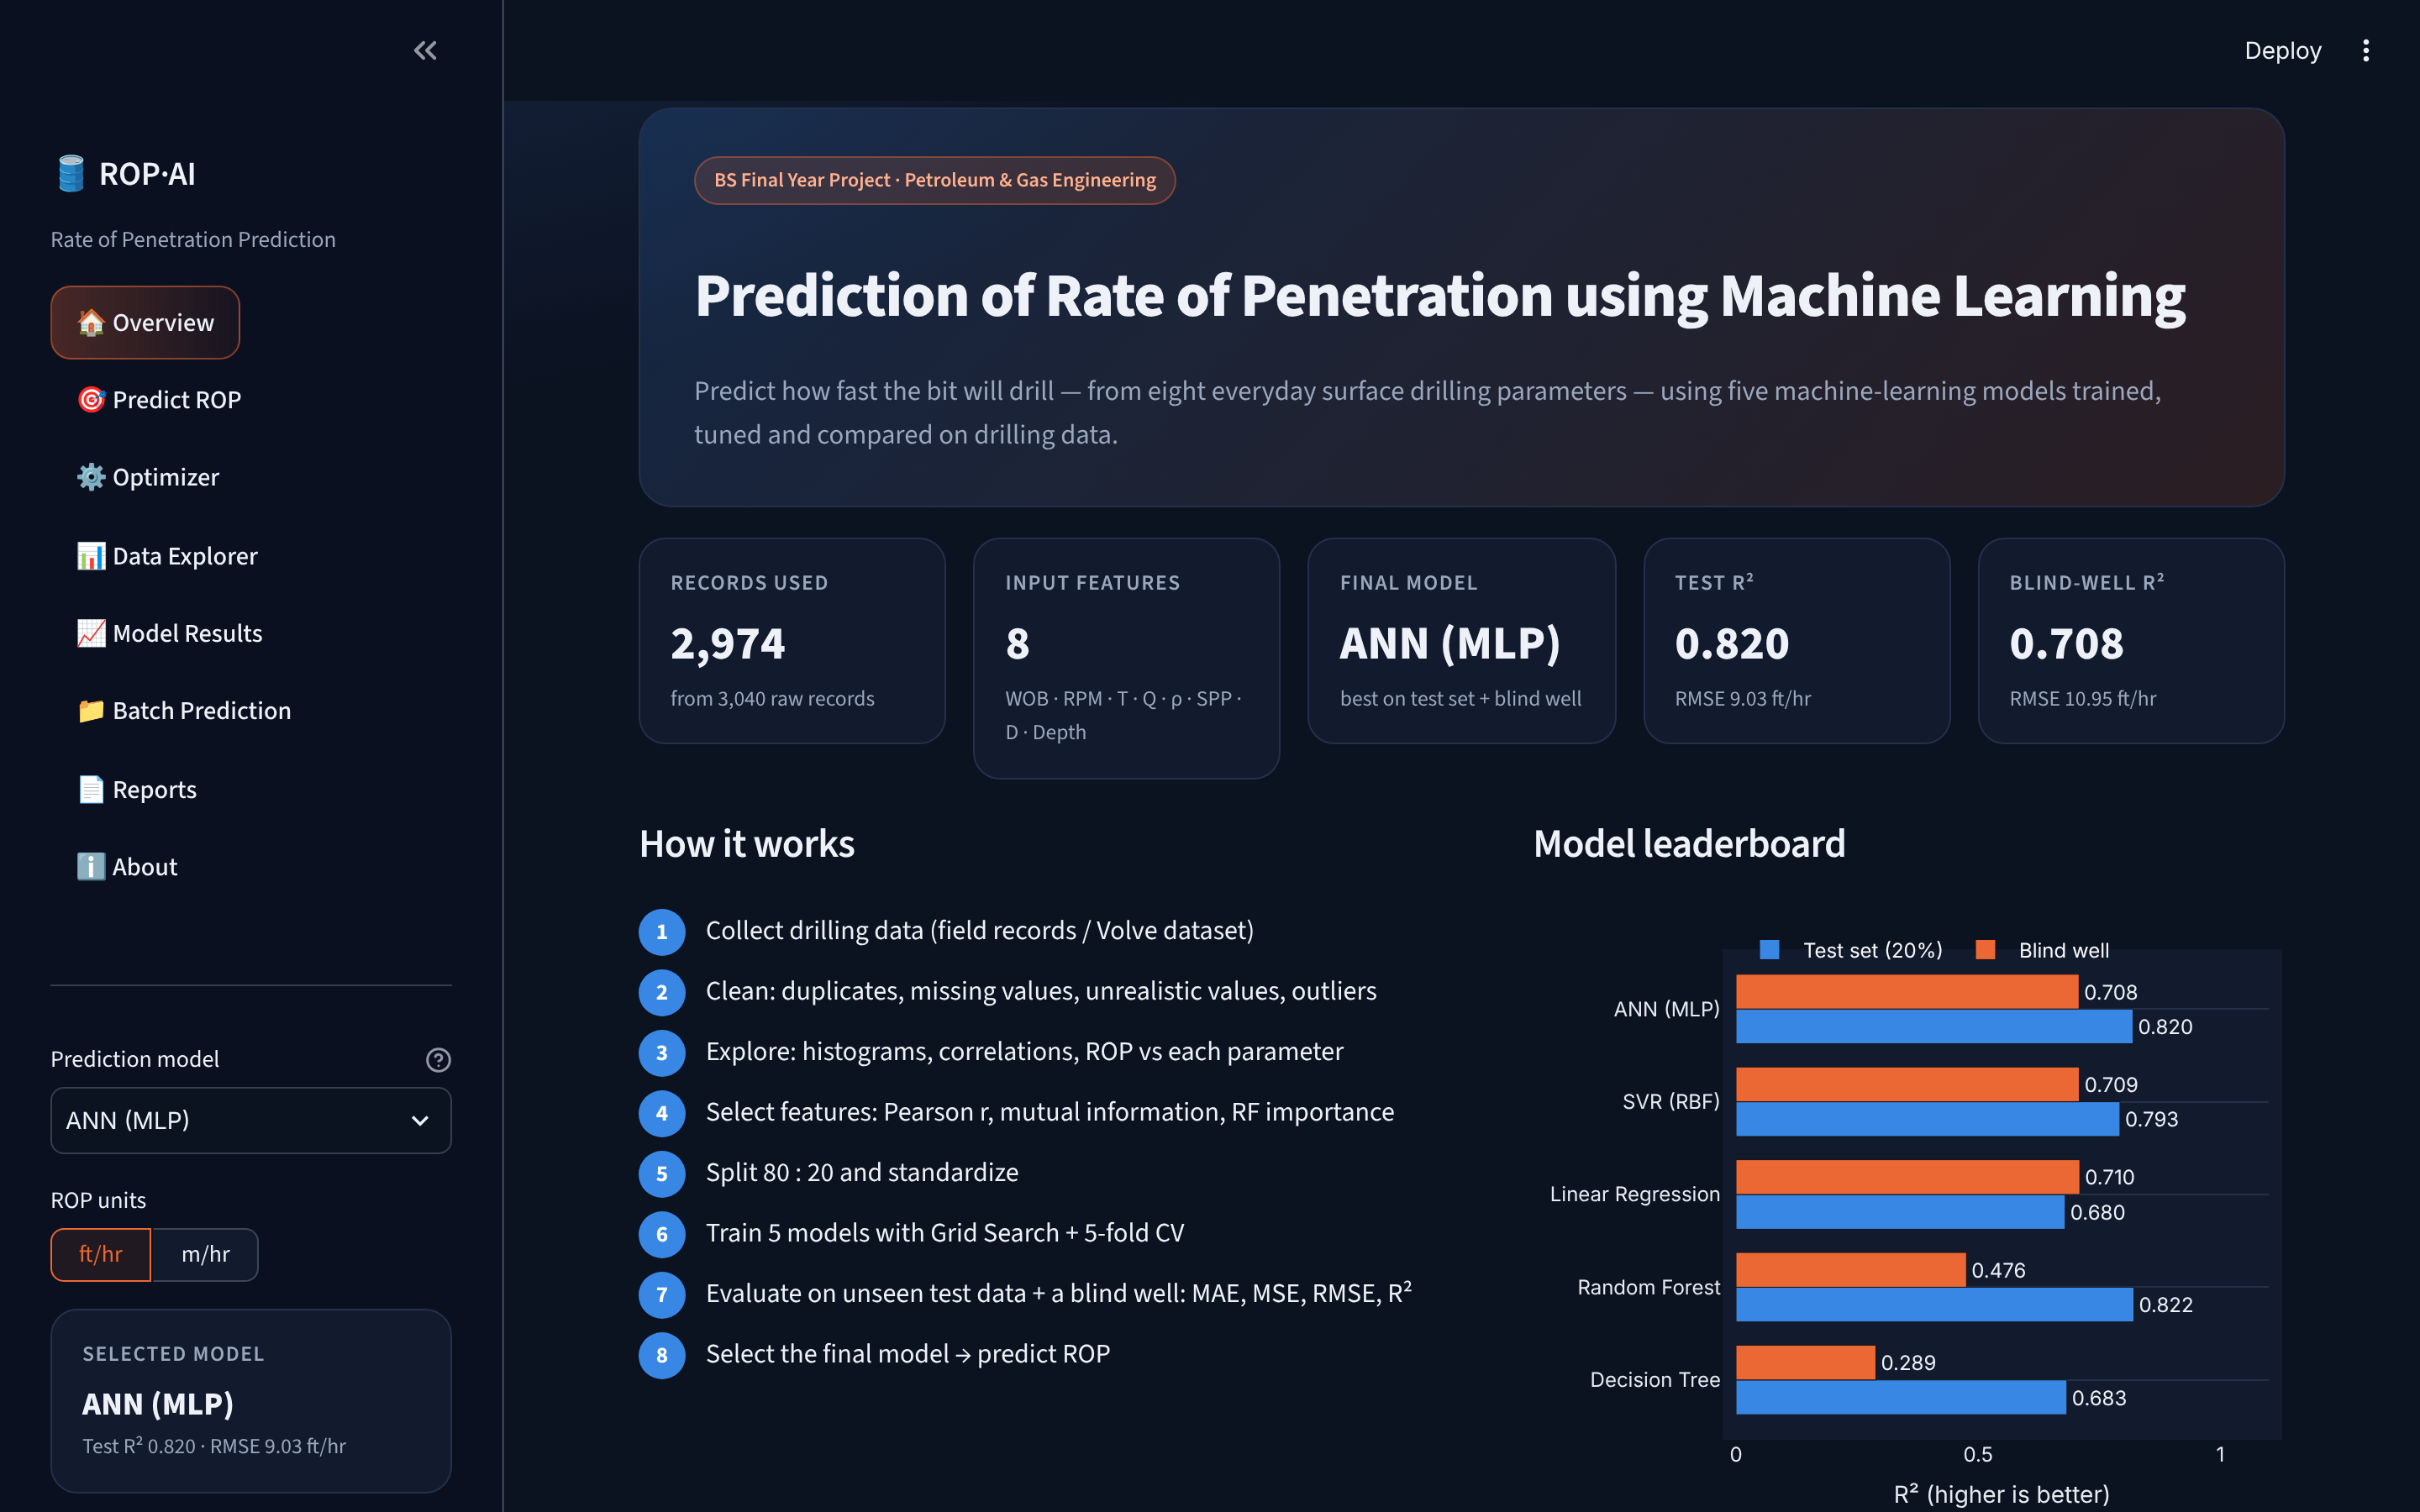 Deploy
ROP·AI
Rate of Penetration Prediction
Overview
Predict ROP
Optimizer
Data Explorer
Model Results
Batch Prediction
Reports
About
Prediction model
ANN (MLP)
ROP units
ft/hr
m/hr
SELECTED MODEL
ANN (MLP)
Test R² 0.820 · RMSE 9.03 ft/hr
BS Final Year Project · Petroleum & Gas Engineering
Prediction of Rate of Penetration using Machine Learning
Predict how fast the bit will drill — from eight everyday surface drilling parameters — using five machine-learning models trained,
tuned and compared on drilling data.
RECORDS USED
2,974
from 3,040 raw records
INPUT FEATURES
8
WOB · RPM · T · Q · ρ · SPP ·
D · Depth
FINAL MODEL
ANN (MLP)
best on test set + blind well
TEST R²
0.820
RMSE 9.03 ft/hr
BLIND-WELL R²
0.708
RMSE 10.95 ft/hr
How it works
1 Collect drilling data (field records / Volve dataset)
2 Clean: duplicates, missing values, unrealistic values, outliers
3 Explore: histograms, correlations, ROP vs each parameter
4 Select features: Pearson r, mutual information, RF importance
5 Split 80 : 20 and standardize
6 Train 5 models with Grid Search + 5-fold CV
7 Evaluate on unseen test data + a blind well: MAE, MSE, RMSE, R²
8 Select the final model → predict ROP
Model leaderboard
Test set (20%) Blind well
ANN (MLP)
0.708
0.820
SVR (RBF)
0.709
0.793
Linear Regression
0.710
0.680
Random Forest
0.476
0.822
Decision Tree
0.289
0.683
0 0.5 1
R² (higher is better)